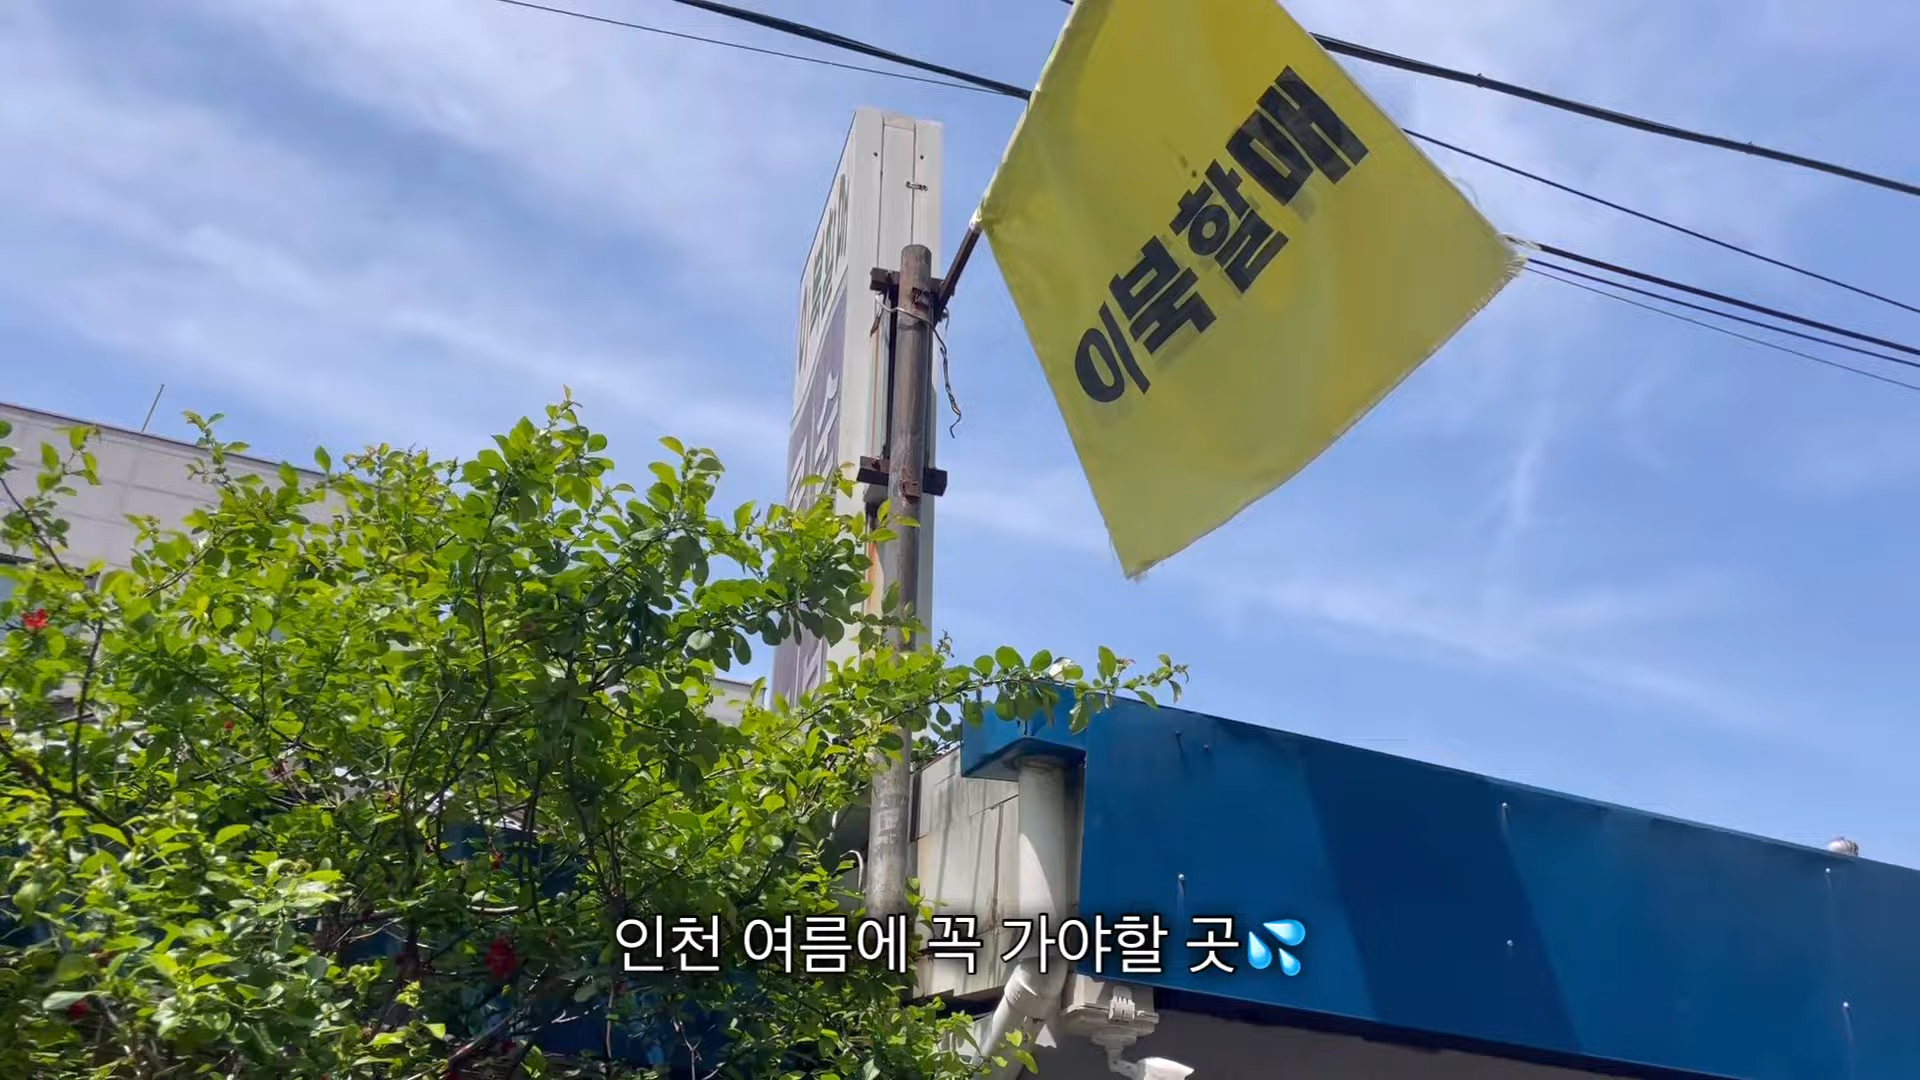 이북할매
인천 여름에 꼭 가야할 곳💦